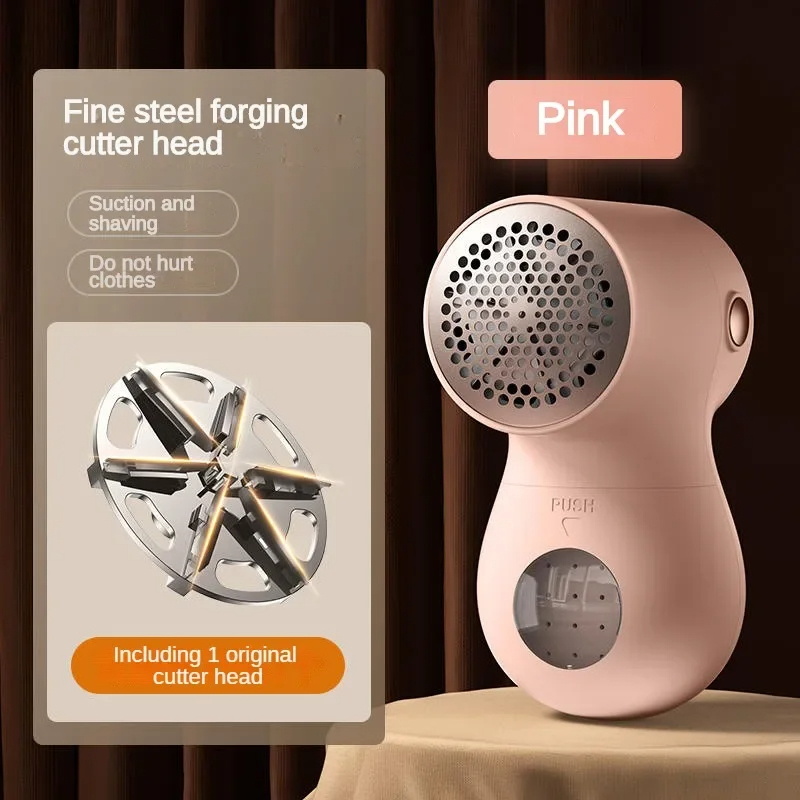 Fine steel forging
cutter head
Pink
Suction and
shaving
Do not hurt
clothes
PUSH
Including 1 original
cutter head